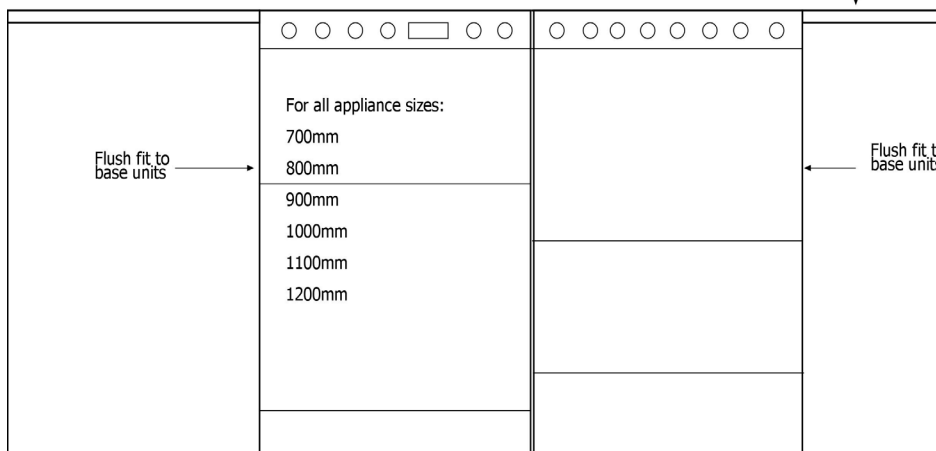 For all appliance sizes:
700mm
Flush fit to
base units
800mm
900mm
1000mm
1100mm
1200mm
Flush fit
base units